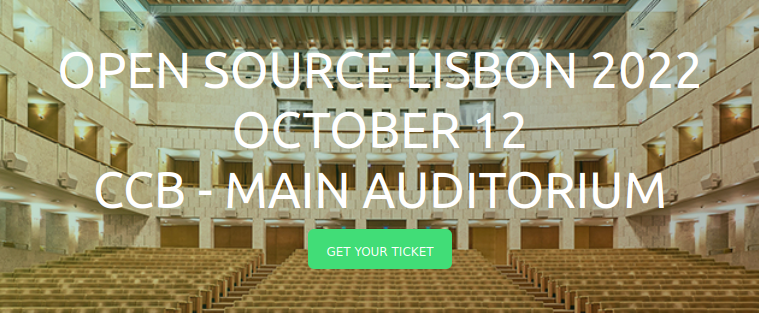 OPEN SOURCE LISBON 2022
OCTOBER 12
CCB - MAIN AUDITORIUM
GET YOUR TICKET